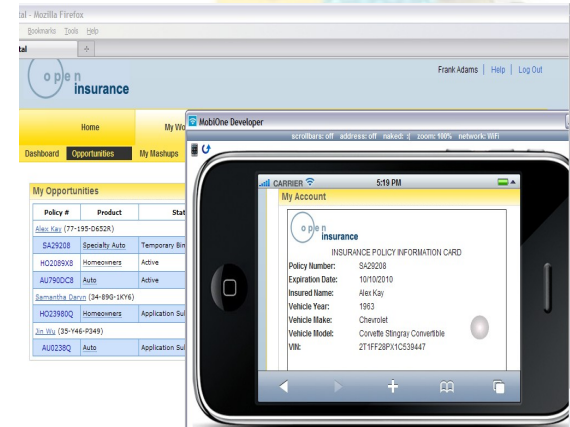 tal - Mozilla Firefox
Bookmarks Tools Help
tal
open
insurance
Frank Adams | Help | Log Out
Home
My Wo
Dashboard Opportunities My Mashups
My Opportunities
Policy # Product Stat
Alex Kay (77-195-D652R)
SA29208 Specialty Auto Temporary Bin
HO2089X8 Homeowners Active
AU790DC8 Auto Active
Samantha Daryn (34-89G-1KY6)
HO23980Q Homeowners Application Sul
Jin Wu (35-Y46-P349)
AU0238Q Auto Application Sul
MobiOne Developer
scrollbars: off address: off naked: :( zoom: 100% network: WiFi
CARRIER 5:19 PM
My Account
open
insurance
INSURANCE POLICY INFORMATION CARD
Policy Number: SA29208
Expiration Date: 10/10/2010
Insured Name: Alex Kay
Vehicle Year: 1963
Vehicle Make: Chevrolet
Vehicle Model: Corvette Stingray Convertible
VIN: 2T1FF28PX1C539447